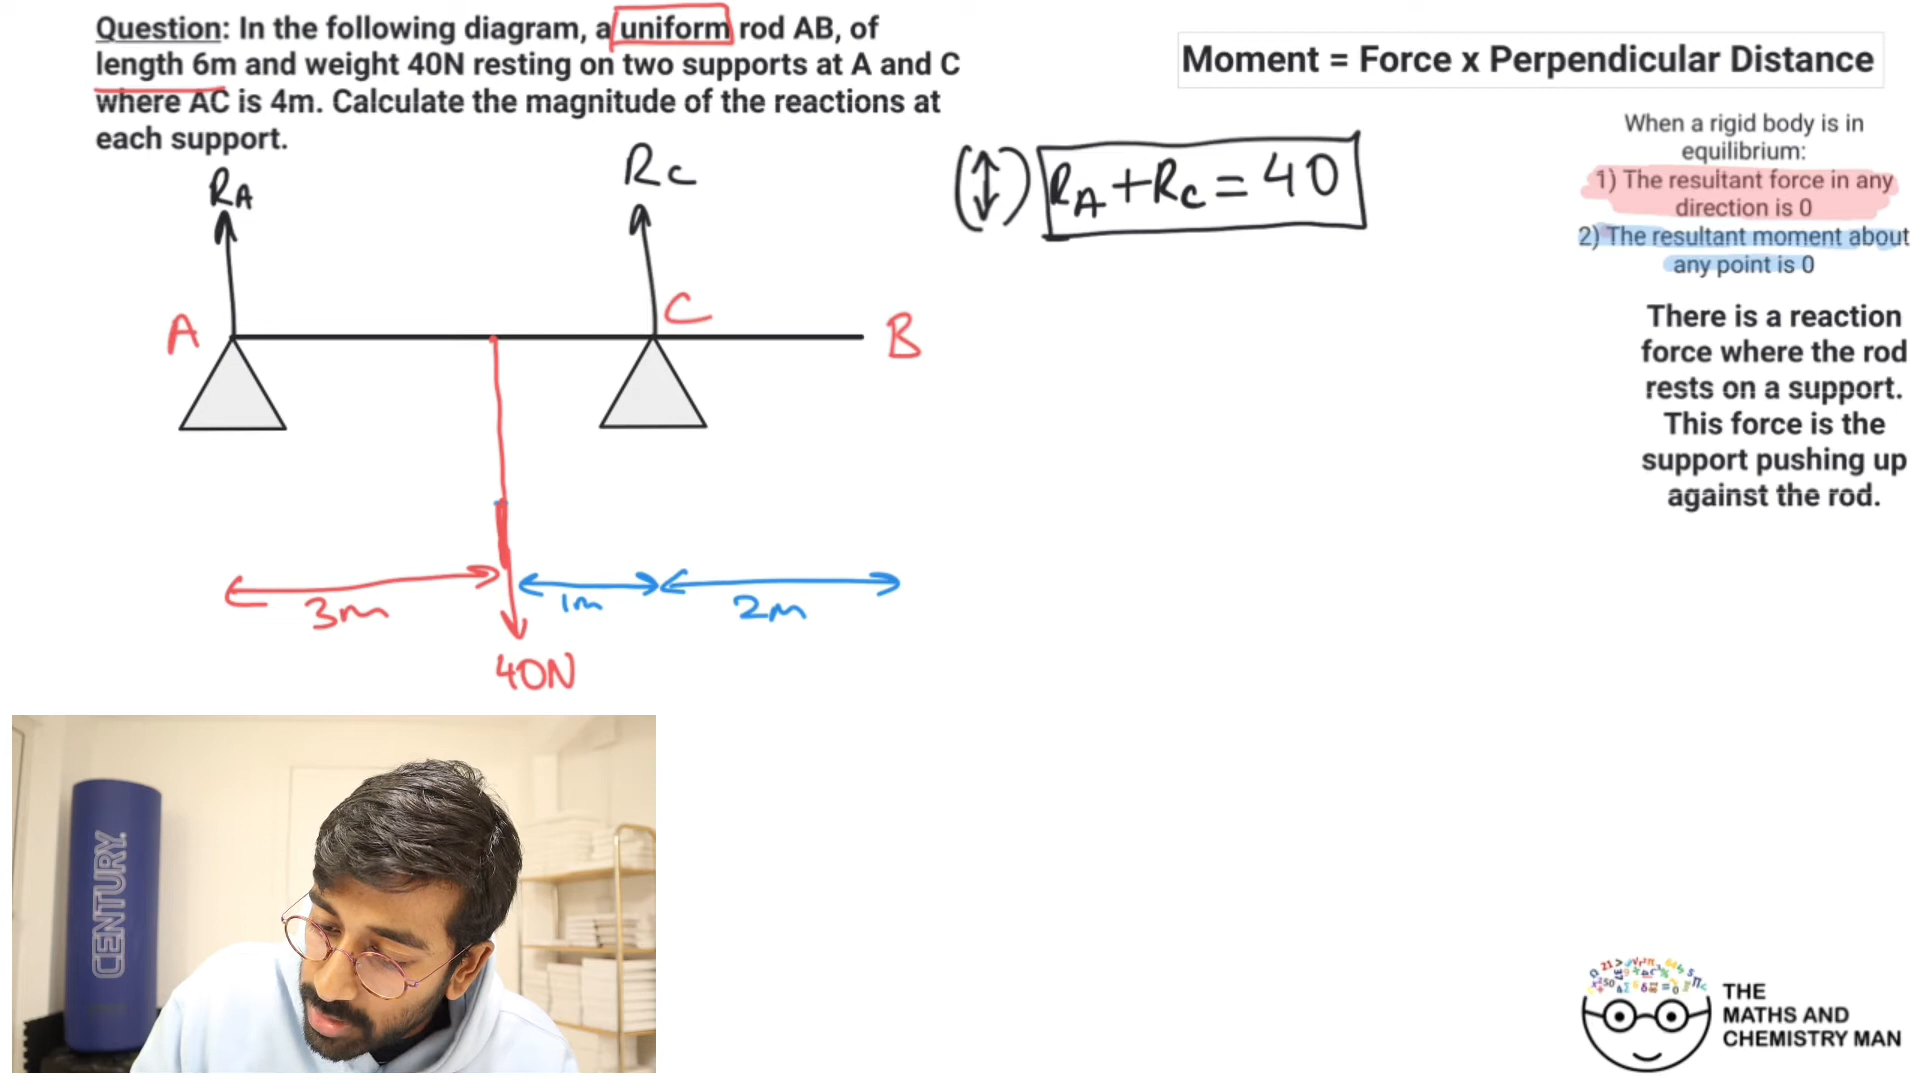 Question: In the following diagram, a uniform rod AB, of
length 6m and weight 40N resting on two supports at A and C
where AC is 4m. Calculate the magnitude of the reactions at
each support.
Moment = Force x Perpendicular Distance
When a rigid body is in
equilibrium:
1) The resultant force in any
direction is 0
2) The resultant moment about
any point is 0
There is a reaction
force where the rod
rests on a support.
This force is the
support pushing up
against the rod.
(↕) RA+RC=40
RA
RC
A
C
B
3m
1m
2m
40N
CENTURY.
THE
MATHS AND
CHEMISTRY MAN